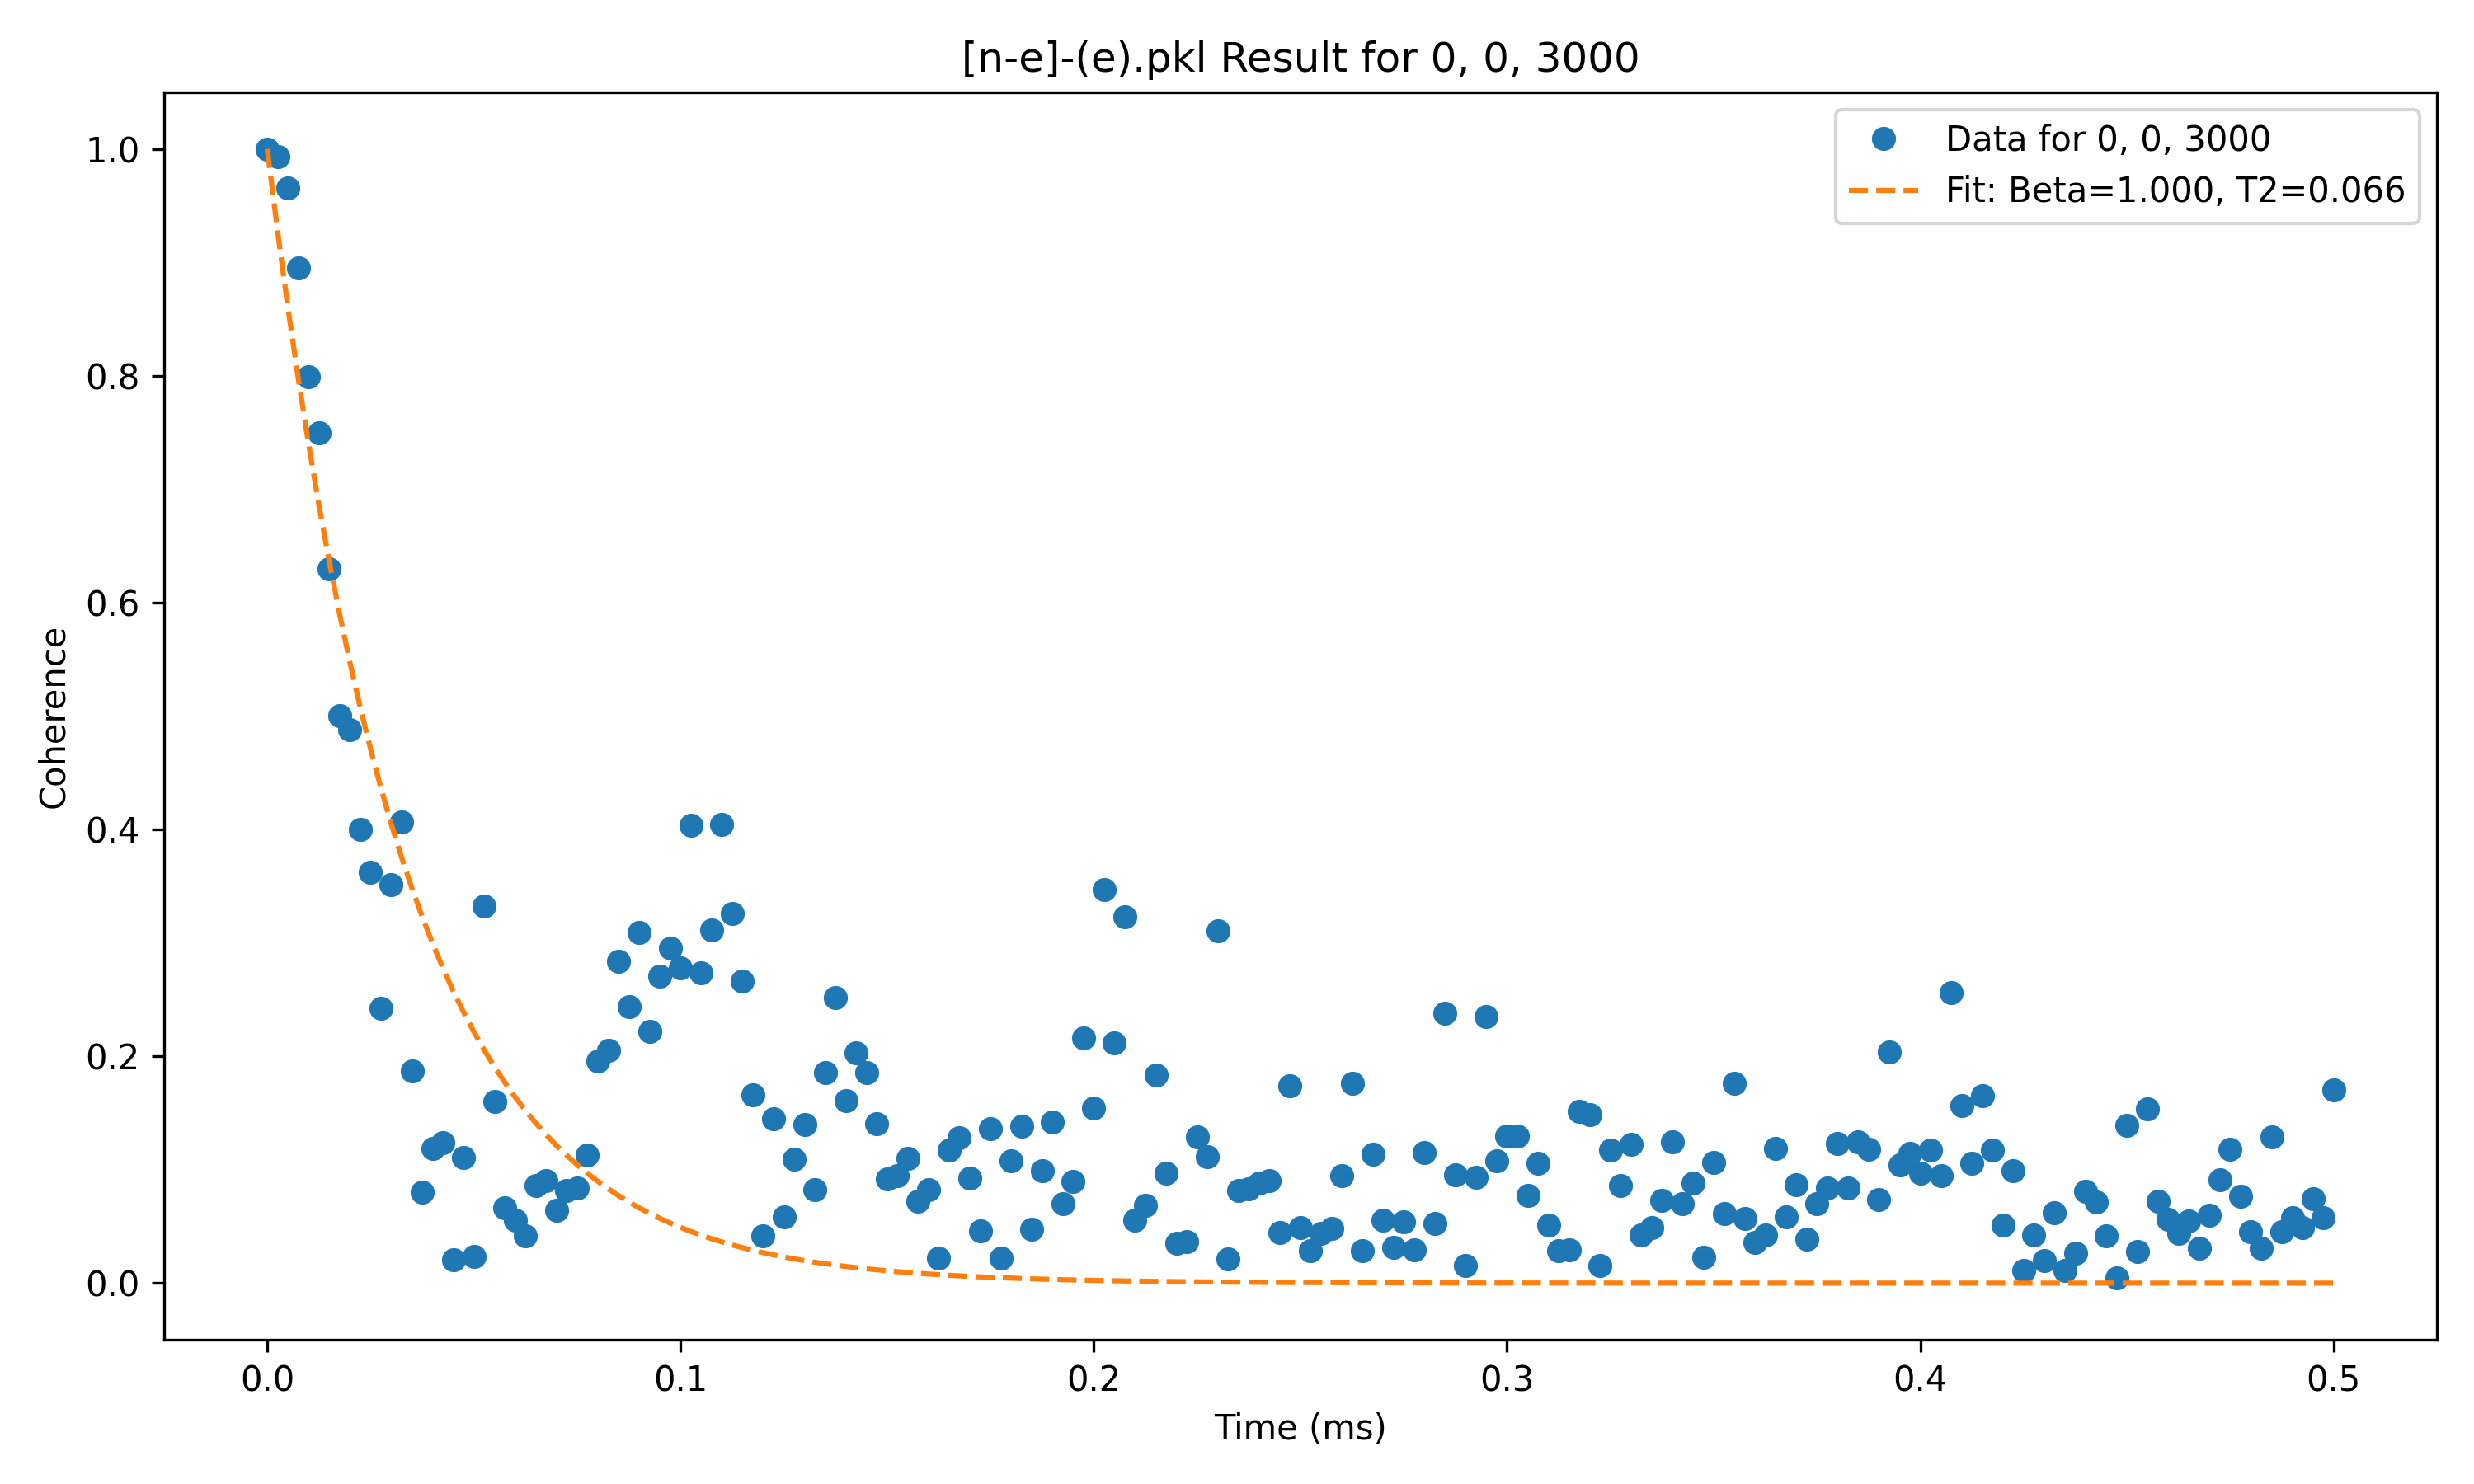 [n-e]-(e).pkl Result for 0, 0, 3000
Data for 0, 0, 3000
Fit: Beta=1.000, T2=0.066
Coherence
1.0
0.8
0.6
0.4
0.2
0.0
0.0 0.1 0.2 0.3 0.4 0.5
Time (ms)